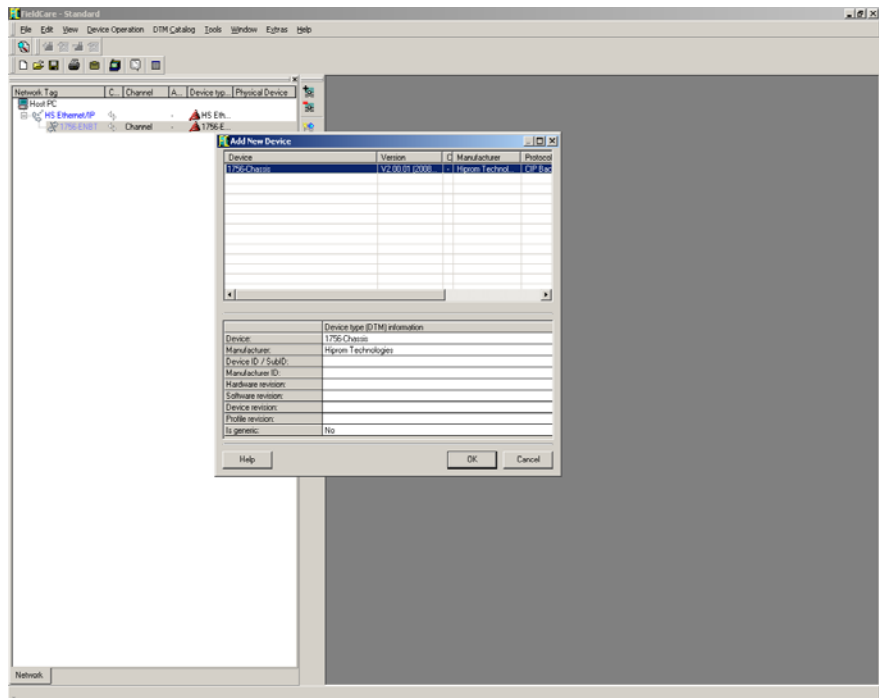 FieldCare - Standard
File Edit View Device Operation DTM Catalog Tools Window Extras Help
Network Tag C... Channel A... Device typ... Physical Device
Host PC
HS Ethernet/IP HS Eth...
1756-ENBT Channel 1756-E...
Add New Device
Device Version Manufacturer Protocol
1756-Chassis V2.00.01 (2008... - Hiprom Technol... CIP Bac
Device type (DTM) information
Device: 1756-Chassis
Manufacturer: Hiprom Technologies
Device ID / SubID:
Manufacturer ID:
Hardware revision:
Software revision:
Device revision:
Profile revision:
Is generic: No
Help OK Cancel
Network